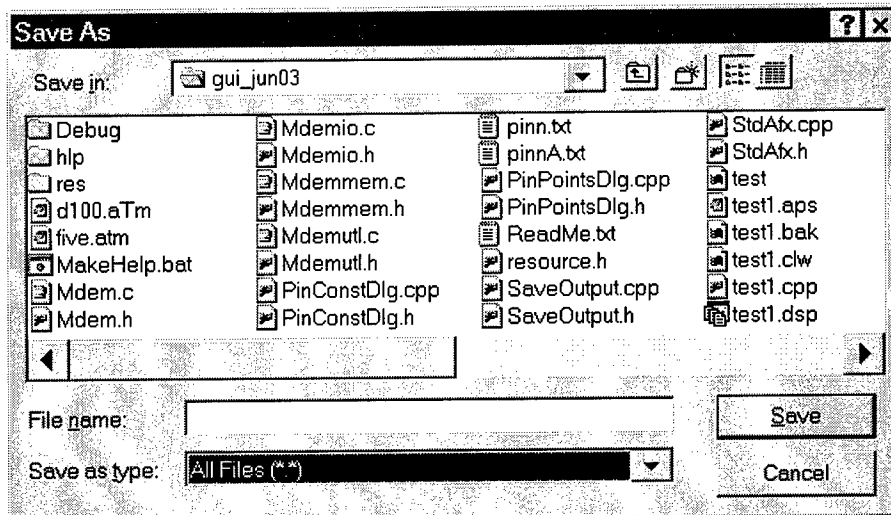 Save As
Save in: gui_jun03
Debug
hlp
res
d100.aTm
five.atm
MakeHelp.bat
Mdem.c
Mdem.h
Mdemio.c
Mdemio.h
Mdemmem.c
Mdemmem.h
Mdemutl.c
Mdemutl.h
PinConstDlg.cpp
PinConstDlg.h
pinn.txt
pinnA.txt
PinPointsDlg.cpp
PinPointsDlg.h
ReadMe.txt
resource.h
SaveOutput.cpp
SaveOutput.h
StdAfx.cpp
StdAfx.h
test
test1.aps
test1.bak
test1.clw
test1.cpp
test1.dsp
File name:
Save
Save as type: All Files (*.*)
Cancel